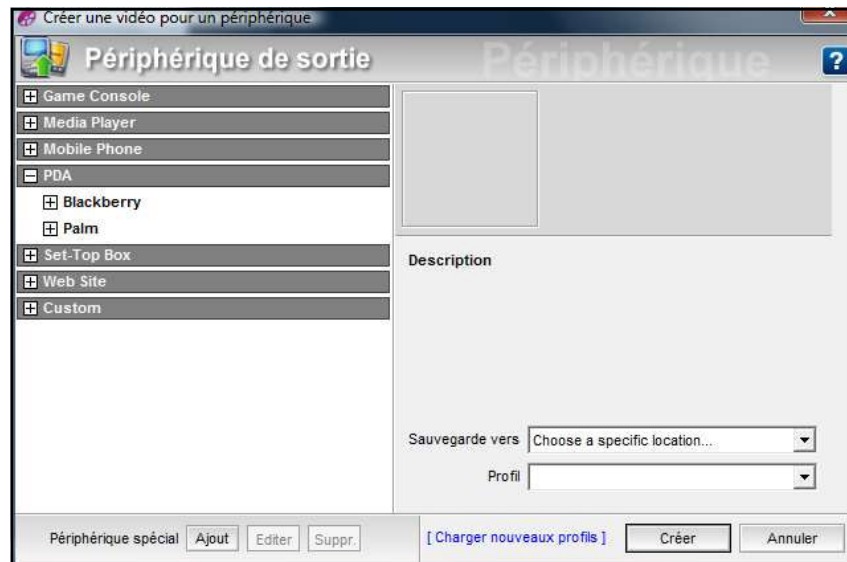 Créer une vidéo pour un périphérique
Périphérique de sortie
Périphérique
?
Game Console
Media Player
Mobile Phone
PDA
Blackberry
Palm
Set-Top Box
Web Site
Custom
Description
Sauvegarde vers
Choose a specific location...
Profil
Périphérique spécial
Ajout
Editer
Suppr.
[ Charger nouveaux profils ]
Créer
Annuler